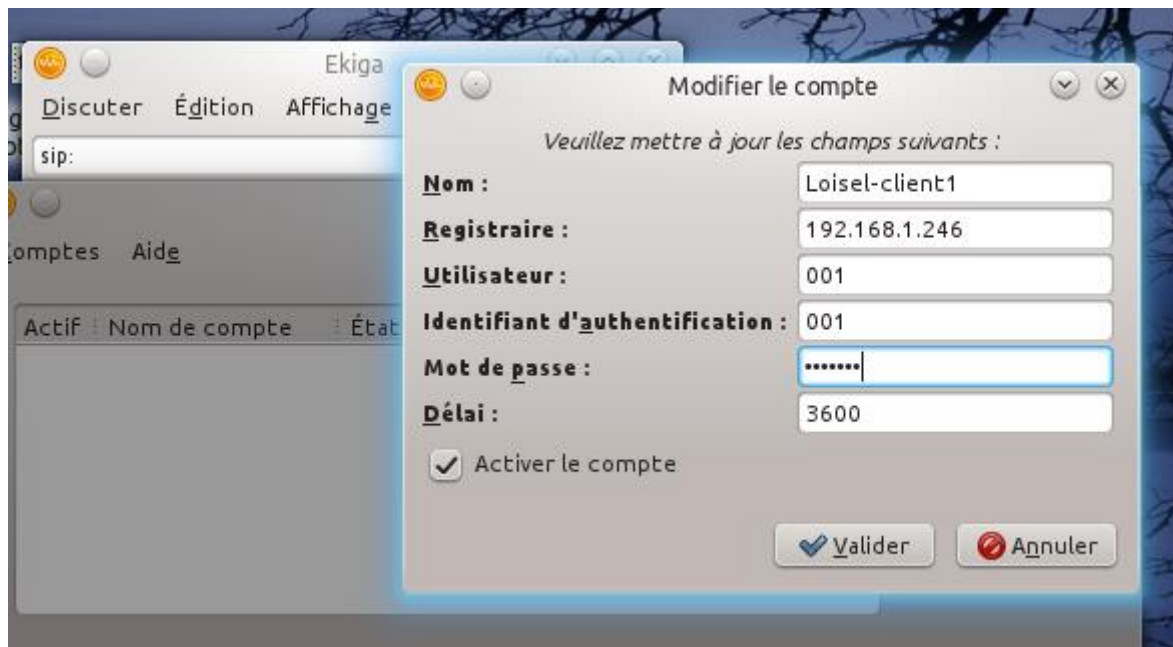 Ekiga
Discuter Édition Affichage
sip:
Aide
Actif Nom de compte État
Modifier le compte
Veuillez mettre à jour les champs suivants :
Nom : Loisel-client1
Registraire : 192.168.1.246
Utilisateur : 001
Identifiant d'authentification : 001
Mot de passe : •••••••
Délai : 3600
Activer le compte
Valider Annuler